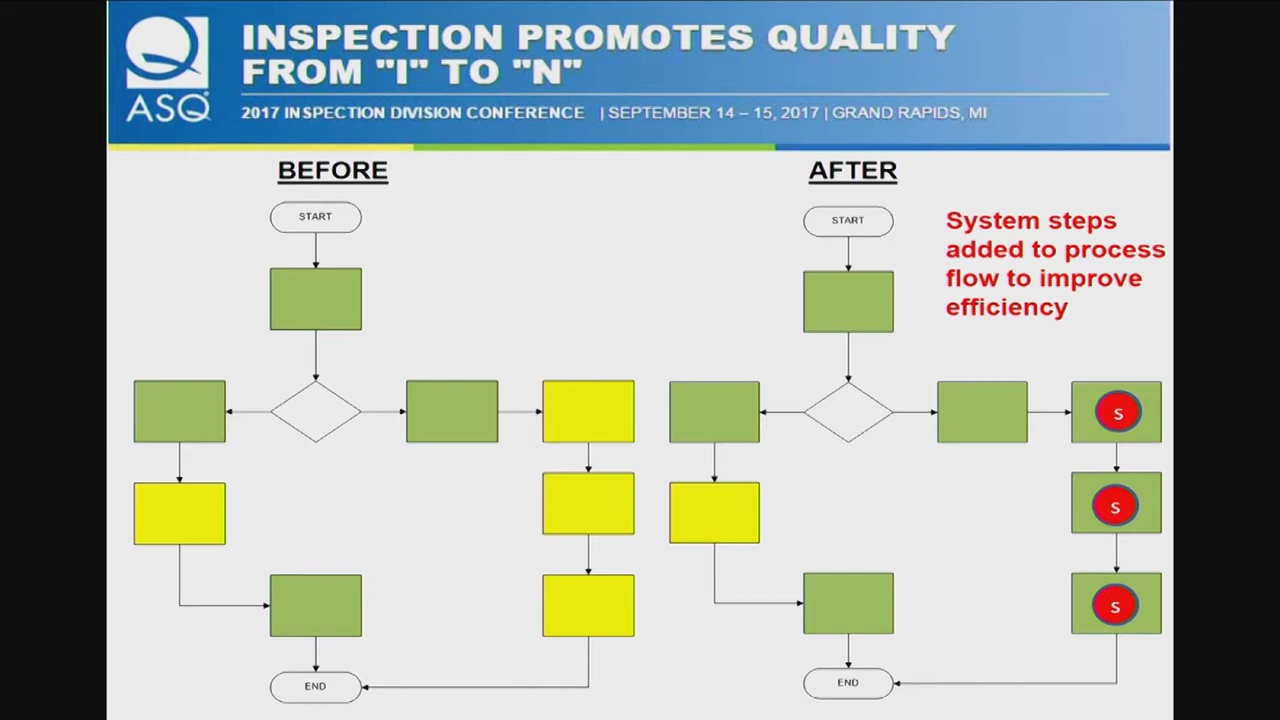 INSPECTION PROMOTES QUALITY
FROM "I" TO "N"
ASQ
2017 INSPECTION DIVISION CONFERENCE | SEPTEMBER 14 – 15, 2017 | GRAND RAPIDS, MI
BEFORE
START
END
AFTER
START
System steps
added to process
flow to improve
efficiency
S
S
S
END